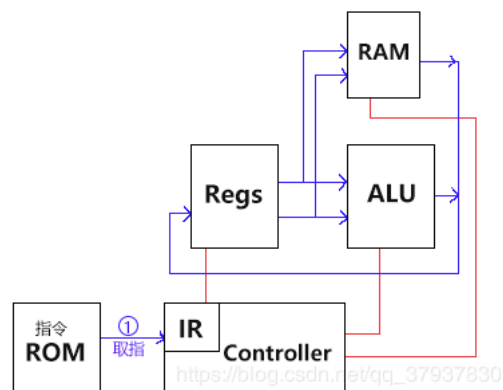 RAM
Regs
ALU
指令
ROM
①
取指
IR
Controller
https://blog.csdn.net/qq_37937830